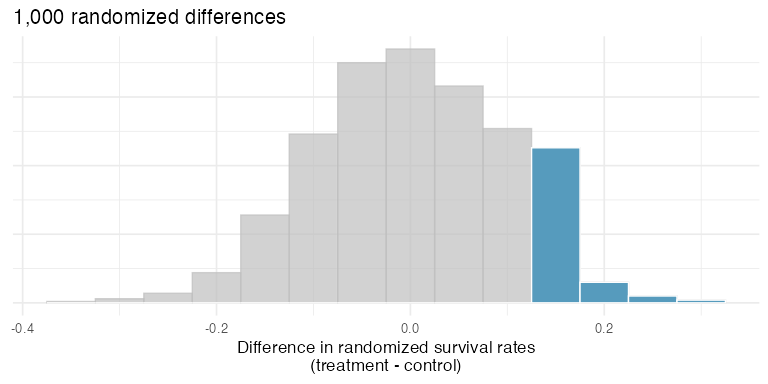 1,000 randomized differences
-0.4
-0.2
0.0
0.2
Difference in randomized survival rates
(treatment - control)